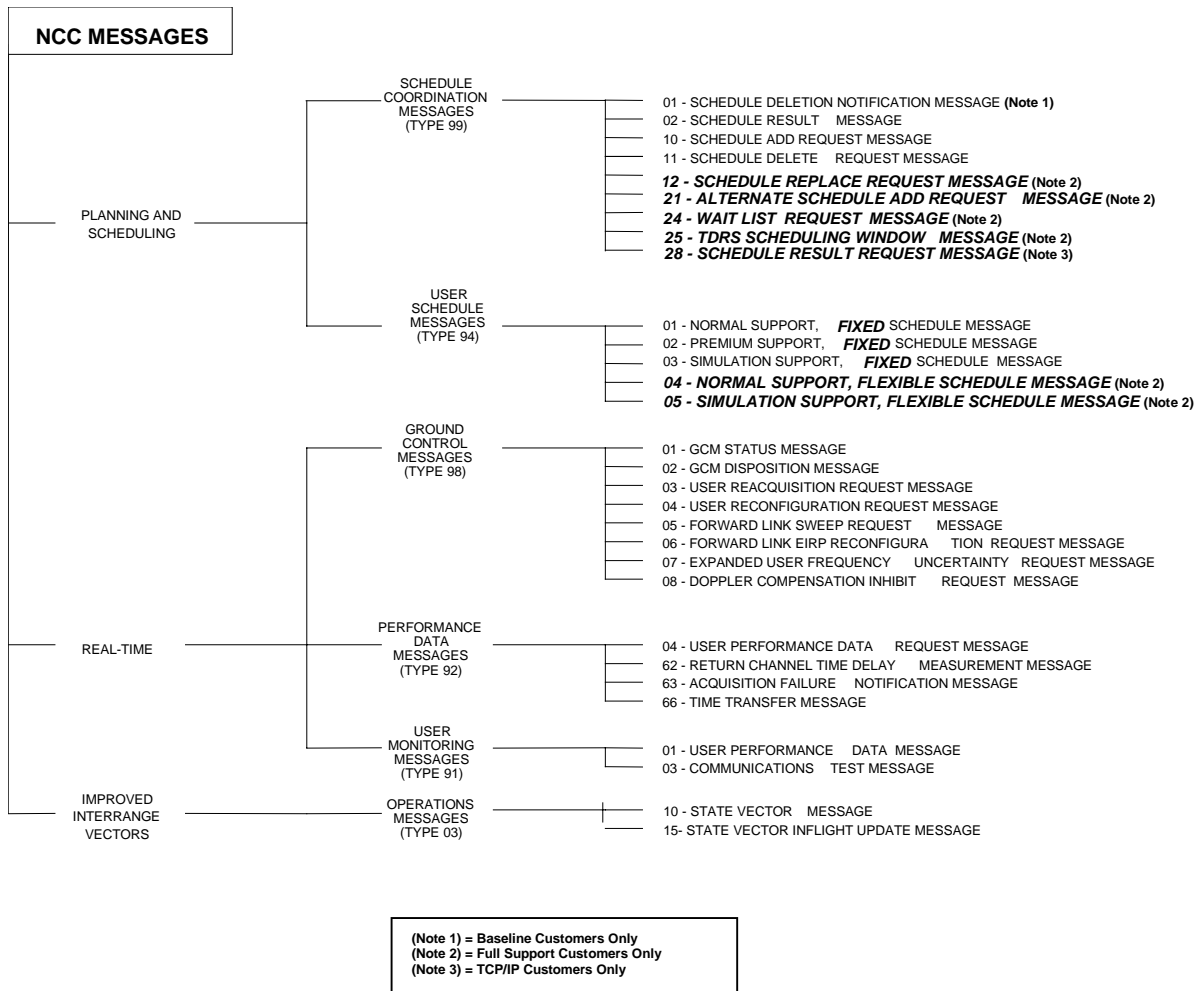 NCC MESSAGES
SCHEDULE
COORDINATION
MESSAGES
(TYPE 99)
01 - SCHEDULE DELETION NOTIFICATION MESSAGE (Note 1)
02 - SCHEDULE RESULT MESSAGE
10 - SCHEDULE ADD REQUEST MESSAGE
11 - SCHEDULE DELETE REQUEST MESSAGE
12 - SCHEDULE REPLACE REQUEST MESSAGE (Note 2)
21 - ALTERNATE SCHEDULE ADD REQUEST MESSAGE (Note 2)
24 - WAIT LIST REQUEST MESSAGE (Note 2)
25 - TDRS SCHEDULING WINDOW MESSAGE (Note 2)
28 - SCHEDULE RESULT REQUEST MESSAGE (Note 3)
PLANNING AND
SCHEDULING
USER
SCHEDULE
MESSAGES
(TYPE 94)
01 - NORMAL SUPPORT, FIXED SCHEDULE MESSAGE
02 - PREMIUM SUPPORT, FIXED SCHEDULE MESSAGE
03 - SIMULATION SUPPORT, FIXED SCHEDULE MESSAGE
04 - NORMAL SUPPORT, FLEXIBLE SCHEDULE MESSAGE (Note 2)
05 - SIMULATION SUPPORT, FLEXIBLE SCHEDULE MESSAGE (Note 2)
GROUND
CONTROL
MESSAGES
(TYPE 98)
01 - GCM STATUS MESSAGE
02 - GCM DISPOSITION MESSAGE
03 - USER REACQUISITION REQUEST MESSAGE
04 - USER RECONFIGURATION REQUEST MESSAGE
05 - FORWARD LINK SWEEP REQUEST MESSAGE
06 - FORWARD LINK EIRP RECONFIGURA TION REQUEST MESSAGE
07 - EXPANDED USER FREQUENCY UNCERTAINTY REQUEST MESSAGE
08 - DOPPLER COMPENSATION INHIBIT REQUEST MESSAGE
REAL-TIME
PERFORMANCE
DATA
MESSAGES
(TYPE 92)
04 - USER PERFORMANCE DATA REQUEST MESSAGE
62 - RETURN CHANNEL TIME DELAY MEASUREMENT MESSAGE
63 - ACQUISITION FAILURE NOTIFICATION MESSAGE
66 - TIME TRANSFER MESSAGE
USER
MONITORING
MESSAGES
(TYPE 91)
01 - USER PERFORMANCE DATA MESSAGE
03 - COMMUNICATIONS TEST MESSAGE
IMPROVED
INTERRANGE
VECTORS
OPERATIONS
MESSAGES
(TYPE 03)
10 - STATE VECTOR MESSAGE
15- STATE VECTOR INFLIGHT UPDATE MESSAGE
(Note 1) = Baseline Customers Only
(Note 2) = Full Support Customers Only
(Note 3) = TCP/IP Customers Only